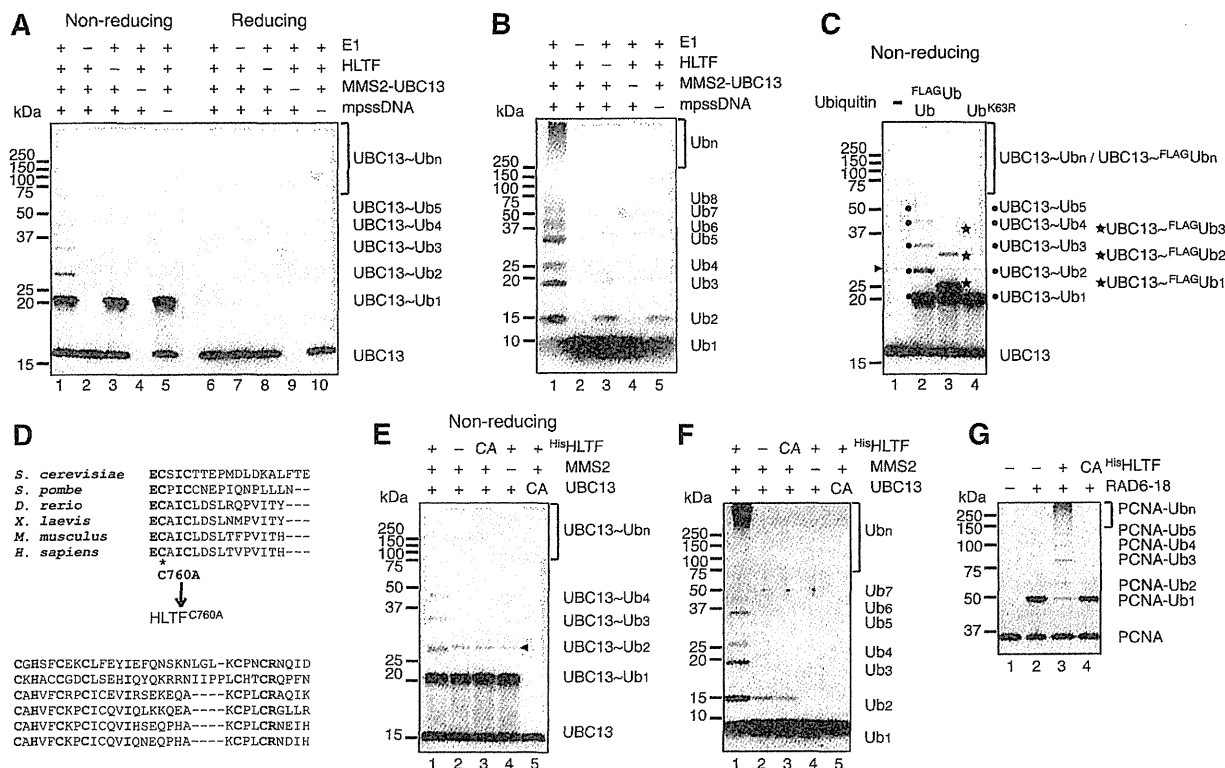 A
Non-reducing Reducing
+ − + + + + − + + + E1
+ + − + + + + − + + HLTF
+ + + − + + + + − + MMS2-UBC13
+ + + + − + + + + − mpssDNA
kDa
250
150
100
75
50
37
25
20
15
UBC13~Ubn
UBC13~Ub5
UBC13~Ub4
UBC13~Ub3
UBC13~Ub2
UBC13~Ub1
UBC13
1 2 3 4 5 6 7 8 9 10
B
+ − + + + E1
+ + − + + HLTF
+ + + − + MMS2-UBC13
+ + + + − mpssDNA
kDa
250
150
100
75
50
37
25
20
15
10
Ubn
Ub8
Ub7
Ub6
Ub5
Ub4
Ub3
Ub2
Ub1
1 2 3 4 5
C
Non-reducing
Ubiquitin − Ub FLAGUb UbK63R
kDa
250
150
100
75
50
37
25
20
15
UBC13~Ubn / UBC13~FLAGUbn
UBC13~Ub5
UBC13~Ub4 ★UBC13~FLAGUb3
UBC13~Ub3
UBC13~Ub2 ★UBC13~FLAGUb2
UBC13~Ub1 ★UBC13~FLAGUb1
UBC13
1 2 3 4
D
S. cerevisiae ECSICTTEPMDLDKALFTE
S. pombe ECPICCNEPIQNPLLLN---
D. rerio ECAICLDSLRQPVITY----
X. laevis ECAICLDSLNMPVITY----
M. musculus ECAICLDSLTFPVITH----
H. sapiens ECAICLDSLTVPVITH----
*
C760A
HLTFC760A
CGHSFCEKCLFEYIEFQNSKNLGL-KCPNCRNQID
CKHACCGDCLSEHIQYQKRRNIIPPLCHTCRQPFN
CAHVFCRPCICEVIRSEKEQA----KCPLCRAQIK
CAHVFCKPCICQVIQLKKQEA----KCPLCRGLLR
CAHVFCKPCICQVIHSEQPHA----KCPLCRNEIH
CAHVFCKPCICQVIQNEQPHA----KCPLCRNDIH
E
Non-reducing
+ − CA + + HisHLTF
+ + + − + MMS2
+ + + + CA UBC13
kDa
250
150
100
75
50
37
25
20
15
UBC13~Ubn
UBC13~Ub4
UBC13~Ub3
UBC13~Ub2
UBC13~Ub1
UBC13
1 2 3 4 5
F
+ − CA + + HisHLTF
+ + + − + MMS2
+ + + + CA UBC13
kDa
250
150
100
75
50
37
25
20
15
10
Ubn
Ub7
Ub6
Ub5
Ub4
Ub3
Ub2
Ub1
1 2 3 4 5
G
− − + CA HisHLTF
− + + + RAD6-18
kDa
250
150
100
75
50
37
PCNA-Ubn
PCNA-Ub5
PCNA-Ub4
PCNA-Ub3
PCNA-Ub2
PCNA-Ub1
PCNA
1 2 3 4